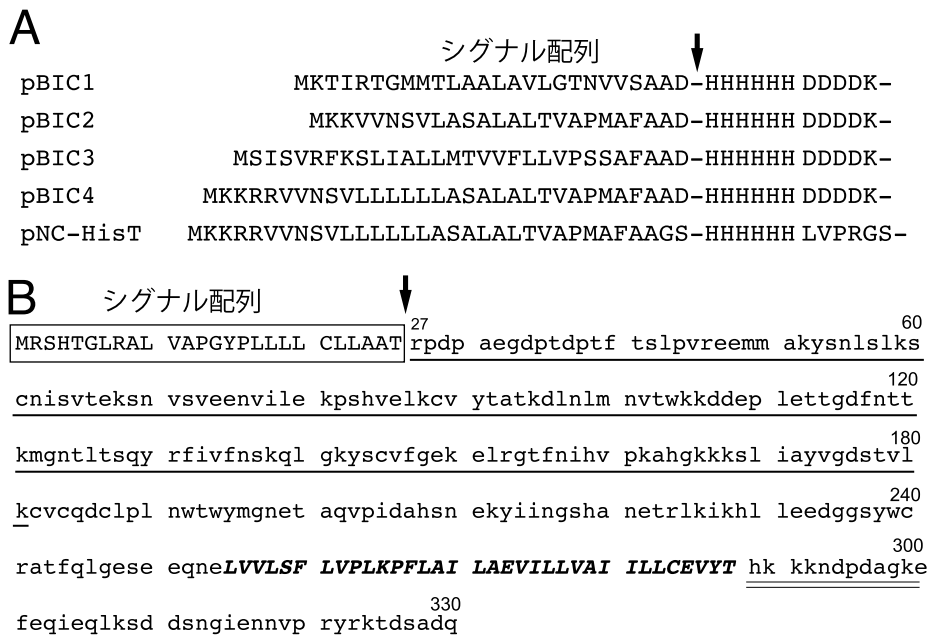 A
シグナル配列
pBIC1 MKTIRTGMMTLAALAVLGTNVVSAAD-HHHHHH DDDDK-
pBIC2 MKKVVNSVLASALALTVAPMAFAAD-HHHHHH DDDDK-
pBIC3 MSISVRFKSLIALLMTVVFLLVPSSAFAAD-HHHHHH DDDDK-
pBIC4 MKKRRVVNSVLLLLLLASALALTVAPMAFAAD-HHHHHH DDDDK-
pNC-HisT MKKRRVVNSVLLLLLLASALALTVAPMAFAAGS-HHHHHH LVPRGS-
B
シグナル配列
27 60
MRSHTGLRAL VAPGYPLLLL CLLAAT rpdp aegdptdptf tslpvreemm akysnlslks
120
cnisvteksn vsveenvile kpshvelkcv ytatkdlnlm nvtwkkddep lettgdfntt
180
kmgntltsqy rfivfnskql gkyscvfgek elrgtfnihv pkahgkkksl iayvgdstvl
240
kcvcqdclpl nwtwymgnet aqvpidahsn ekyiingsha netrlkikhl leedggsywc
300
ratfqlgese eqneLVVLSF LVPLKPFLAI LAEVILLVAI ILLCEVYT hk kkndpdagke
330
feqieqlksd dsngiennvp ryrktdsadq